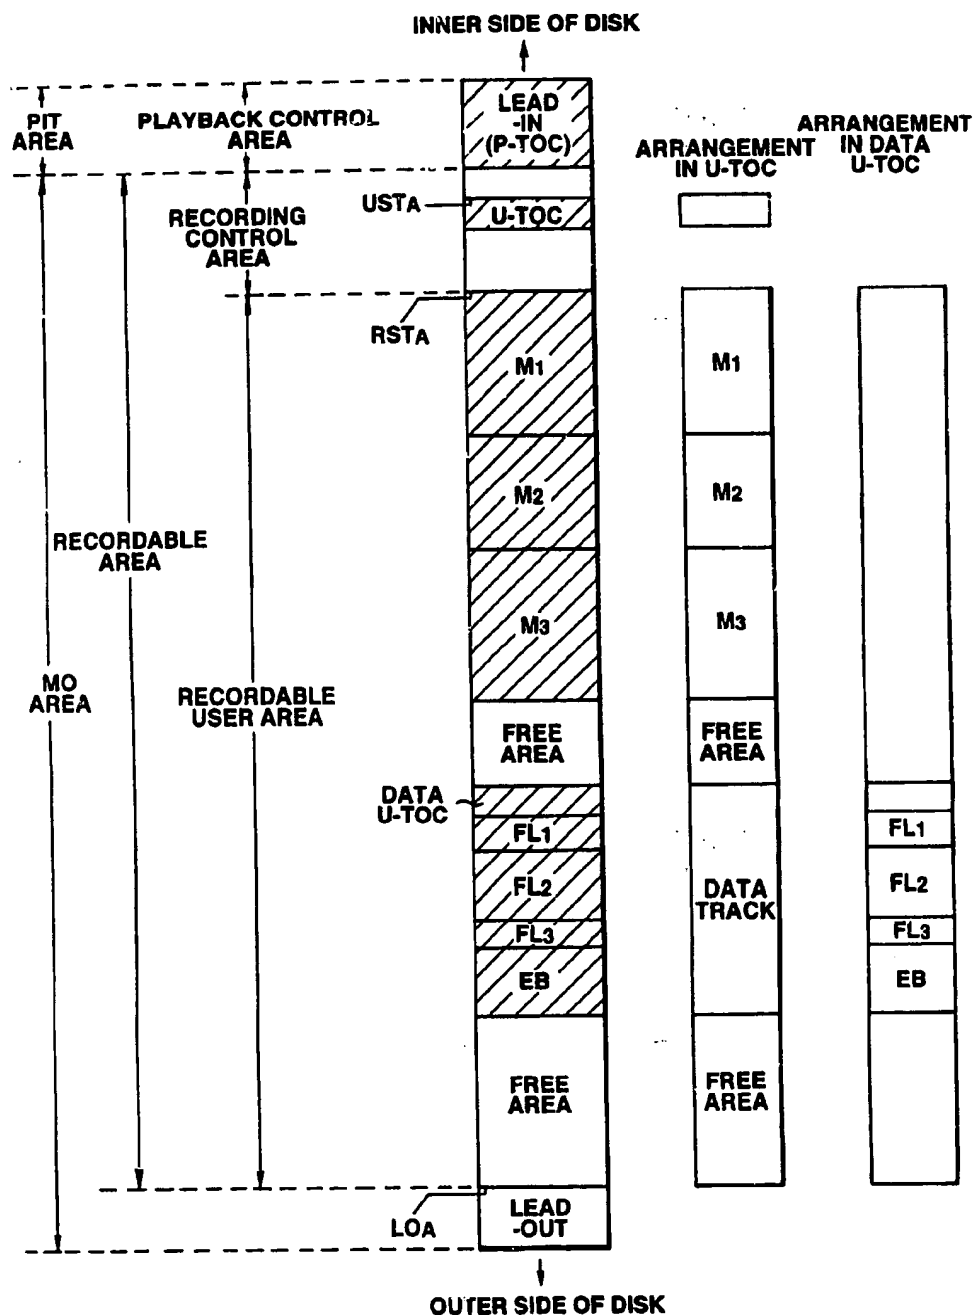 INNER SIDE OF DISK
PIT
AREA
PLAYBACK CONTROL
AREA
LEAD
-IN
(P-TOC)
ARRANGEMENT
IN U-TOC
ARRANGEMENT
IN DATA
U-TOC
USTA
U-TOC
RECORDING
CONTROL
AREA
RSTA
M1
M1
M2
M2
RECORDABLE
AREA
M3
M3
MO
AREA
RECORDABLE
USER AREA
FREE
AREA
FREE
AREA
DATA
U-TOC
FL1
FL1
FL2
DATA
TRACK
FL2
FL3
FL3
EB
EB
FREE
AREA
FREE
AREA
LOA
LEAD
-OUT
OUTER SIDE OF DISK